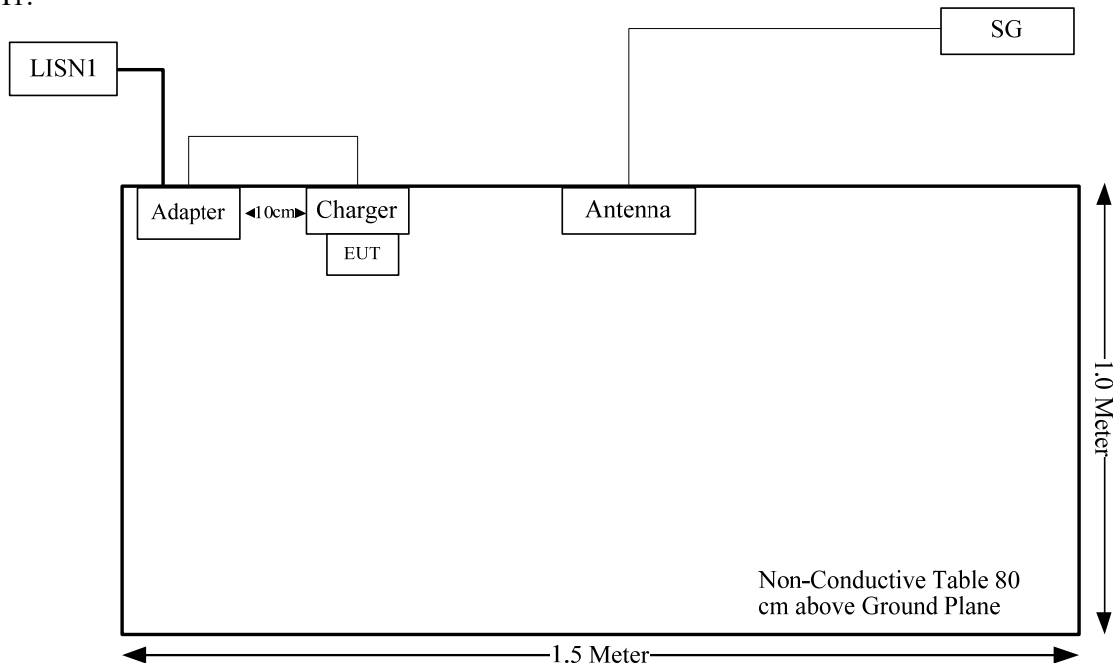 SG
LISN1
Adapter
10cm
Charger
Antenna
EUT
1.0 Meter
Non-Conductive Table 80
cm above Ground Plane
1.5 Meter